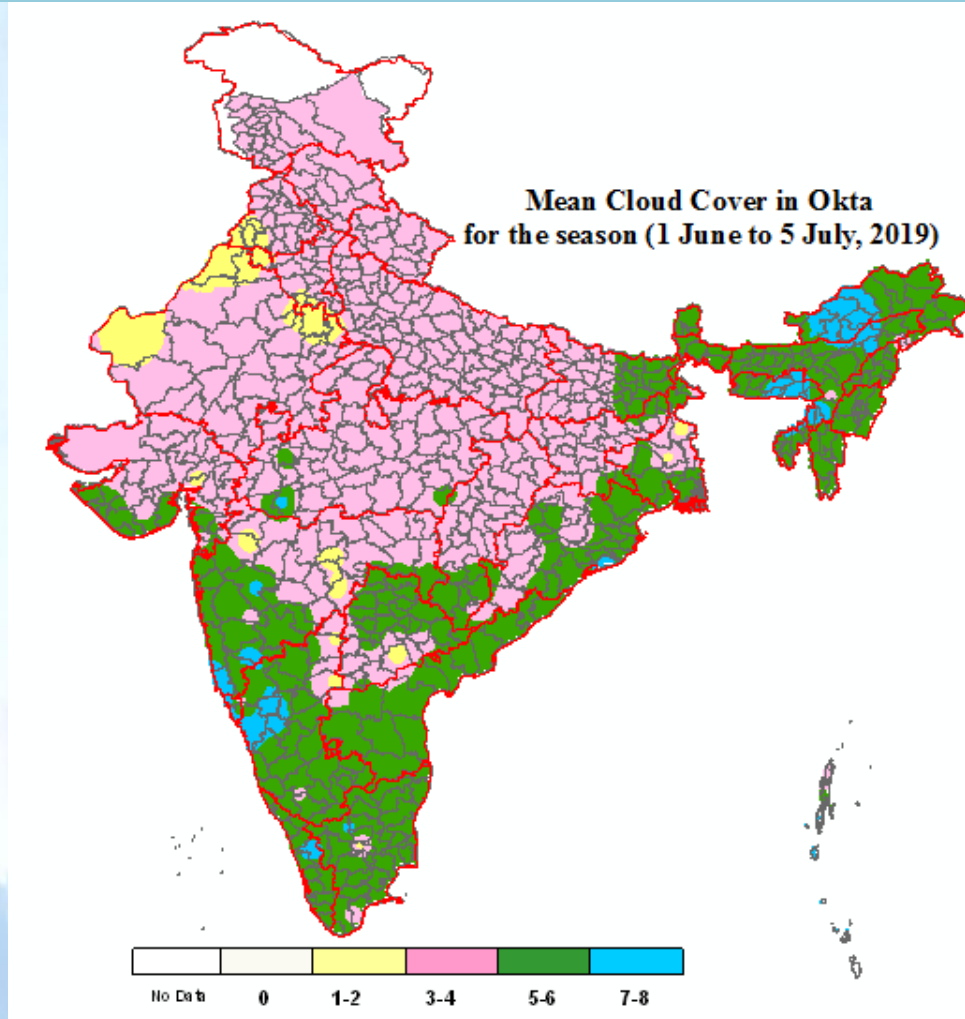 Mean Cloud Cover in Okta
for the season (1 June to 5 July, 2019)
No Data 0 1-2 3-4 5-6 7-8